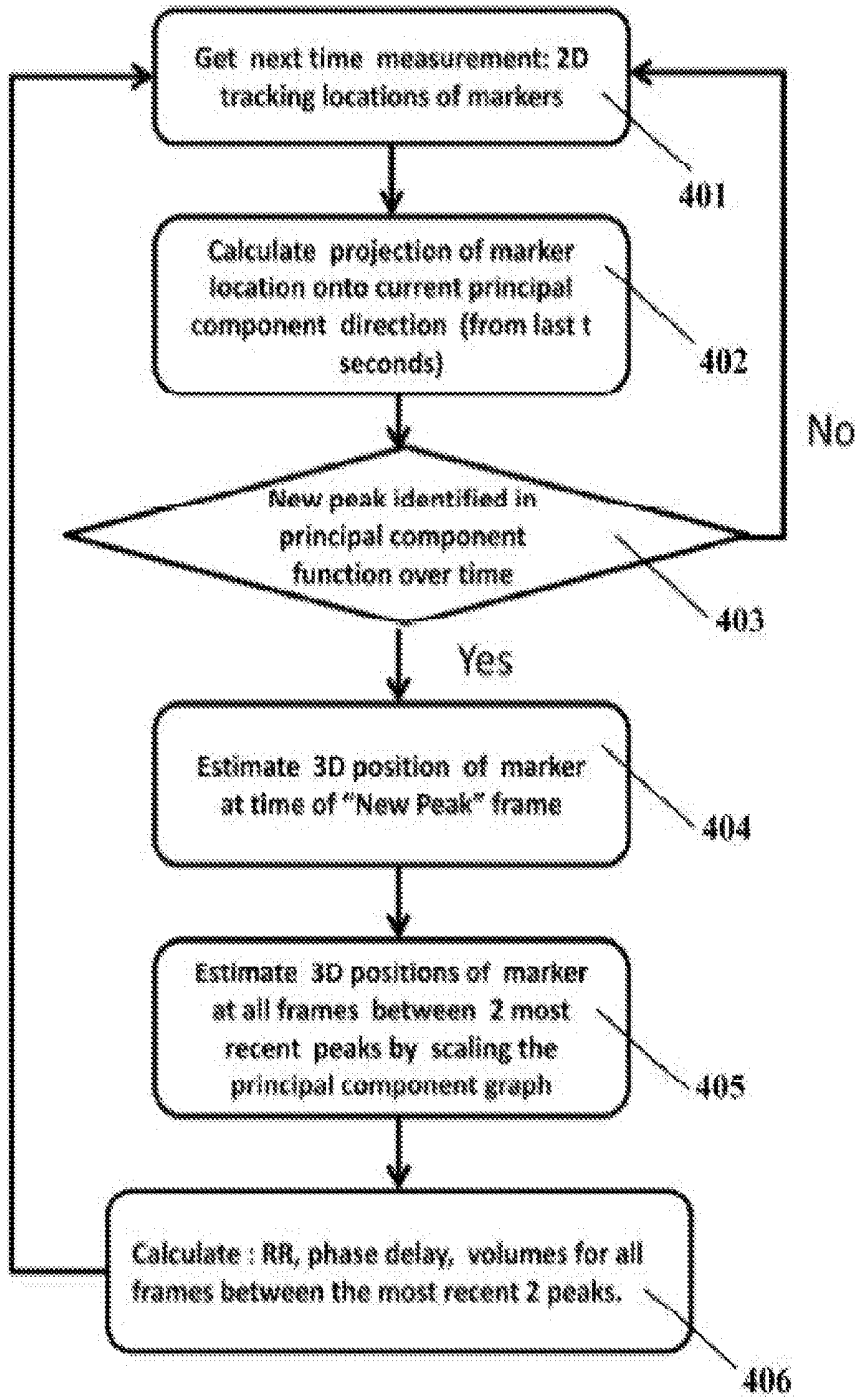 Get next time measurement: 2D
tracking locations of markers
401
Calculate projection of marker
location onto current principal
component direction (from last t
seconds)
402
No
New peak identified in
principal component
function over time
403
Yes
Estimate 3D position of marker
at time of “New Peak” frame
404
Estimate 3D positions of marker
at all frames between 2 most
recent peaks by scaling the
principal component graph
405
Calculate : RR, phase delay, volumes for all
frames between the most recent 2 peaks.
406